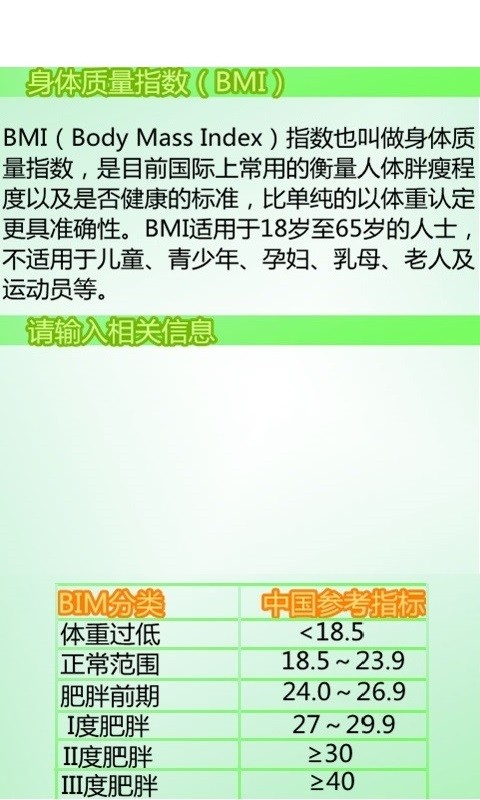 身体质量指数（BMI）
BMI（Body Mass Index）指数也叫做身体质
量指数，是目前国际上常用的衡量人体胖瘦程
度以及是否健康的标准，比单纯的以体重认定
更具准确性。BMI适用于18岁至65岁的人士，
不适用于儿童、青少年、孕妇、乳母、老人及
运动员等。
请输入相关信息
BIM分类 中国参考指标
体重过低 <18.5
正常范围 18.5～23.9
肥胖前期 24.0～26.9
I度肥胖 27～29.9
II度肥胖 ≥30
III度肥胖 ≥40